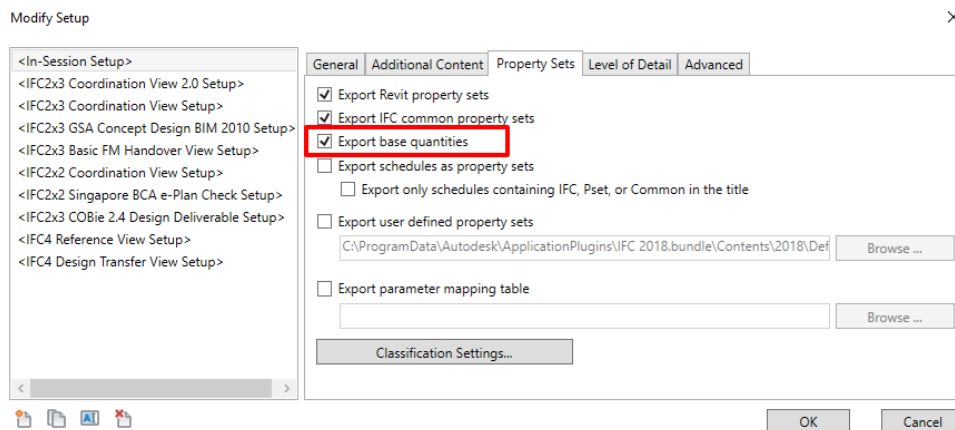 Modify Setup
<In-Session Setup>
<IFC2x3 Coordination View 2.0 Setup>
<IFC2x3 Coordination View Setup>
<IFC2x3 GSA Concept Design BIM 2010 Setup>
<IFC2x3 Basic FM Handover View Setup>
<IFC2x2 Coordination View Setup>
<IFC2x2 Singapore BCA e-Plan Check Setup>
<IFC2x3 COBie 2.4 Design Deliverable Setup>
<IFC4 Reference View Setup>
<IFC4 Design Transfer View Setup>
General Additional Content Property Sets Level of Detail Advanced
Export Revit property sets
Export IFC common property sets
Export base quantities
Export schedules as property sets
Export only schedules containing IFC, Pset, or Common in the title
Export user defined property sets
C:\ProgramData\Autodesk\ApplicationPlugins\IFC 2018.bundle\Contents\2018\Def
Browse ...
Export parameter mapping table
Browse ...
Classification Settings...
AI
OK Cancel